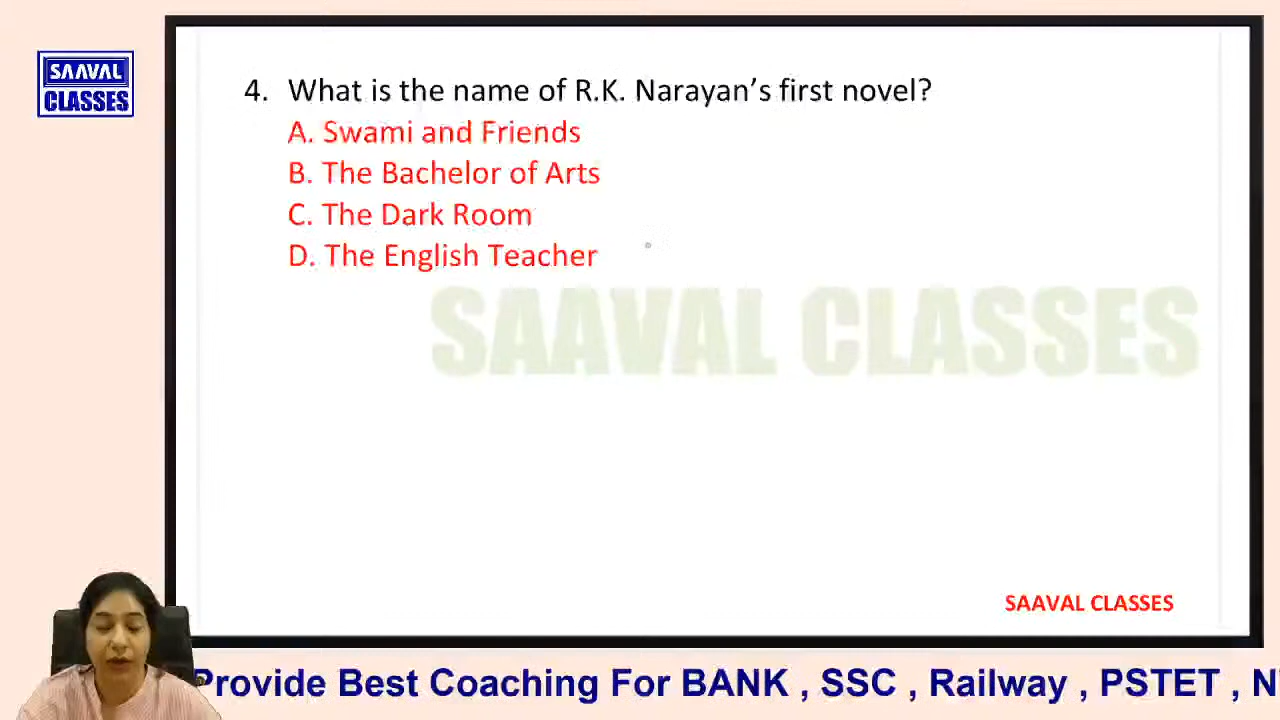 SAAVAL
CLASSES
4. What is the name of R.K. Narayan's first novel?
A. Swami and Friends
B. The Bachelor of Arts
C. The Dark Room
D. The English Teacher
SAAVAL CLASSES
SAAVAL CLASSES
Provide Best Coaching For BANK , SSC , Railway , PSTET ,